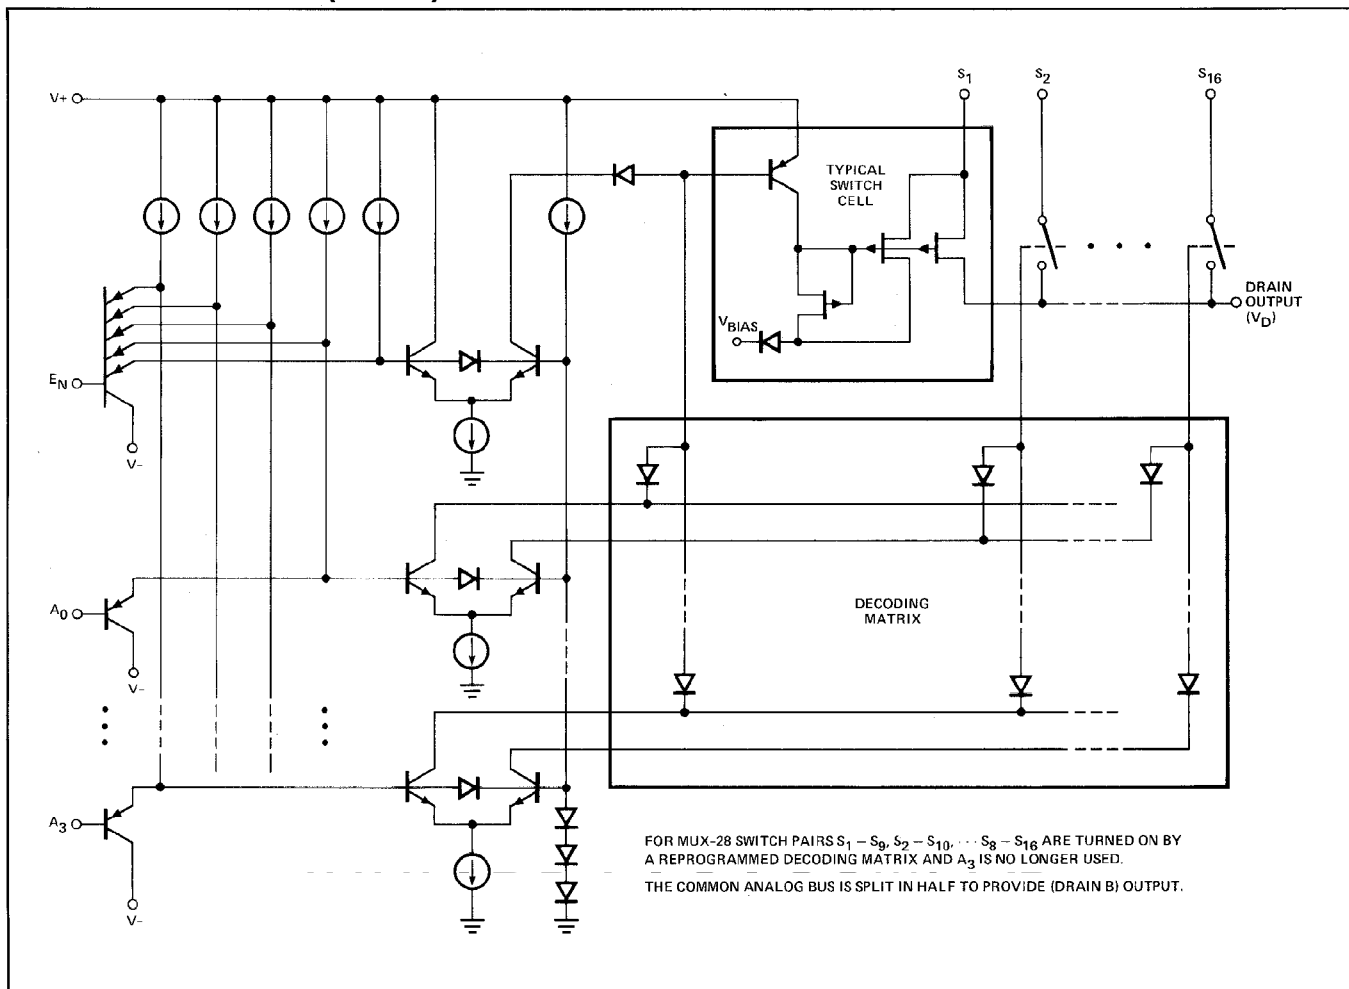 S1
S2
S16
V+
TYPICAL
SWITCH
CELL
DRAIN
OUTPUT
(VD)
VBIAS
EN
V-
A0
DECODING
MATRIX
V-
A3
FOR MUX-28 SWITCH PAIRS S1 – S9, S2 – S10, · · · S8 – S16 ARE TURNED ON BY
A REPROGRAMMED DECODING MATRIX AND A3 IS NO LONGER USED.
THE COMMON ANALOG BUS IS SPLIT IN HALF TO PROVIDE (DRAIN B) OUTPUT.
V-